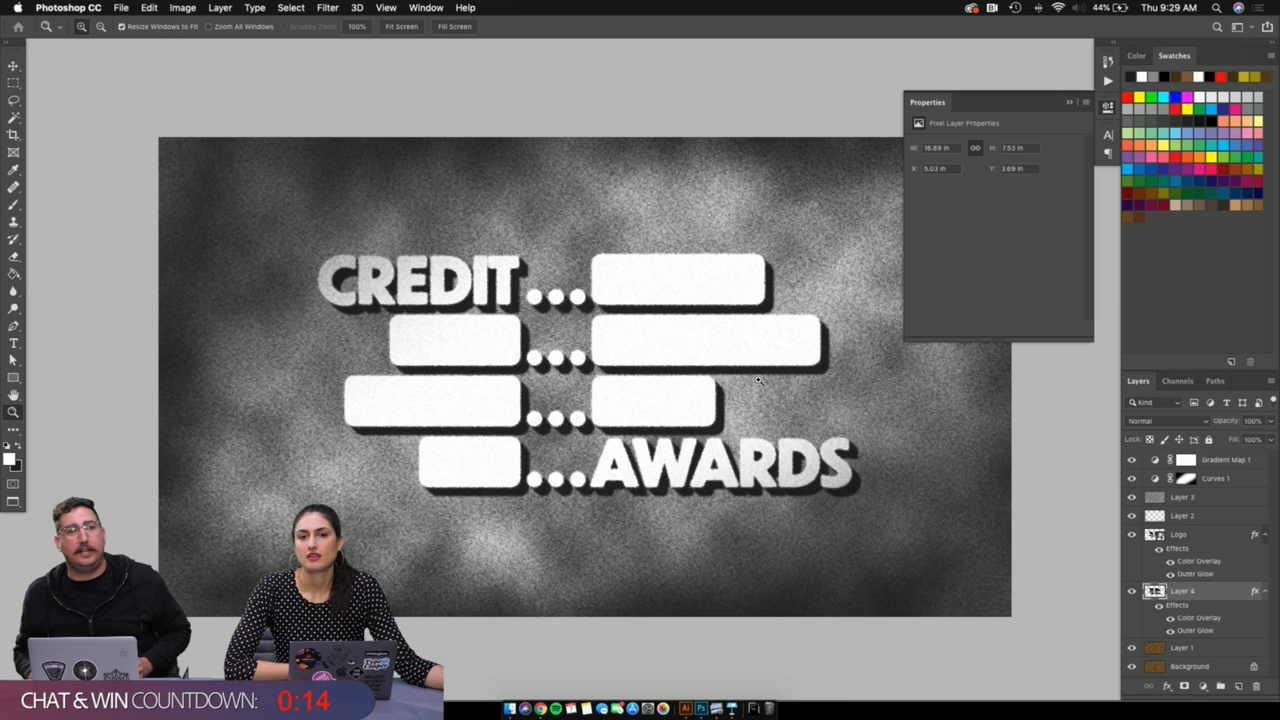 Photoshop CC File Edit Image Layer Type Select Filter 3D View Window Help 44% Thu 9:29 AM
Resize Windows to Fit Zoom All Windows Scrubby Zoom 100% Fit Screen Fill Screen
Color Swatches
Properties
Pixel Layer Properties
W: 16.89 in H: 7.53 in
X: 5.03 in Y: 3.69 in
CREDIT...
...
...
...AWARDS
Layers Channels Paths
Kind
Normal Opacity: 100%
Lock: Fill: 100%
Gradient Map 1
Curves 1
Layer 3
Layer 2
Logo fx
Effects
Color Overlay
Outer Glow
Layer 4 fx
Effects
Color Overlay
Outer Glow
Layer 1
Background
CHAT & WIN COUNTDOWN: 0:14